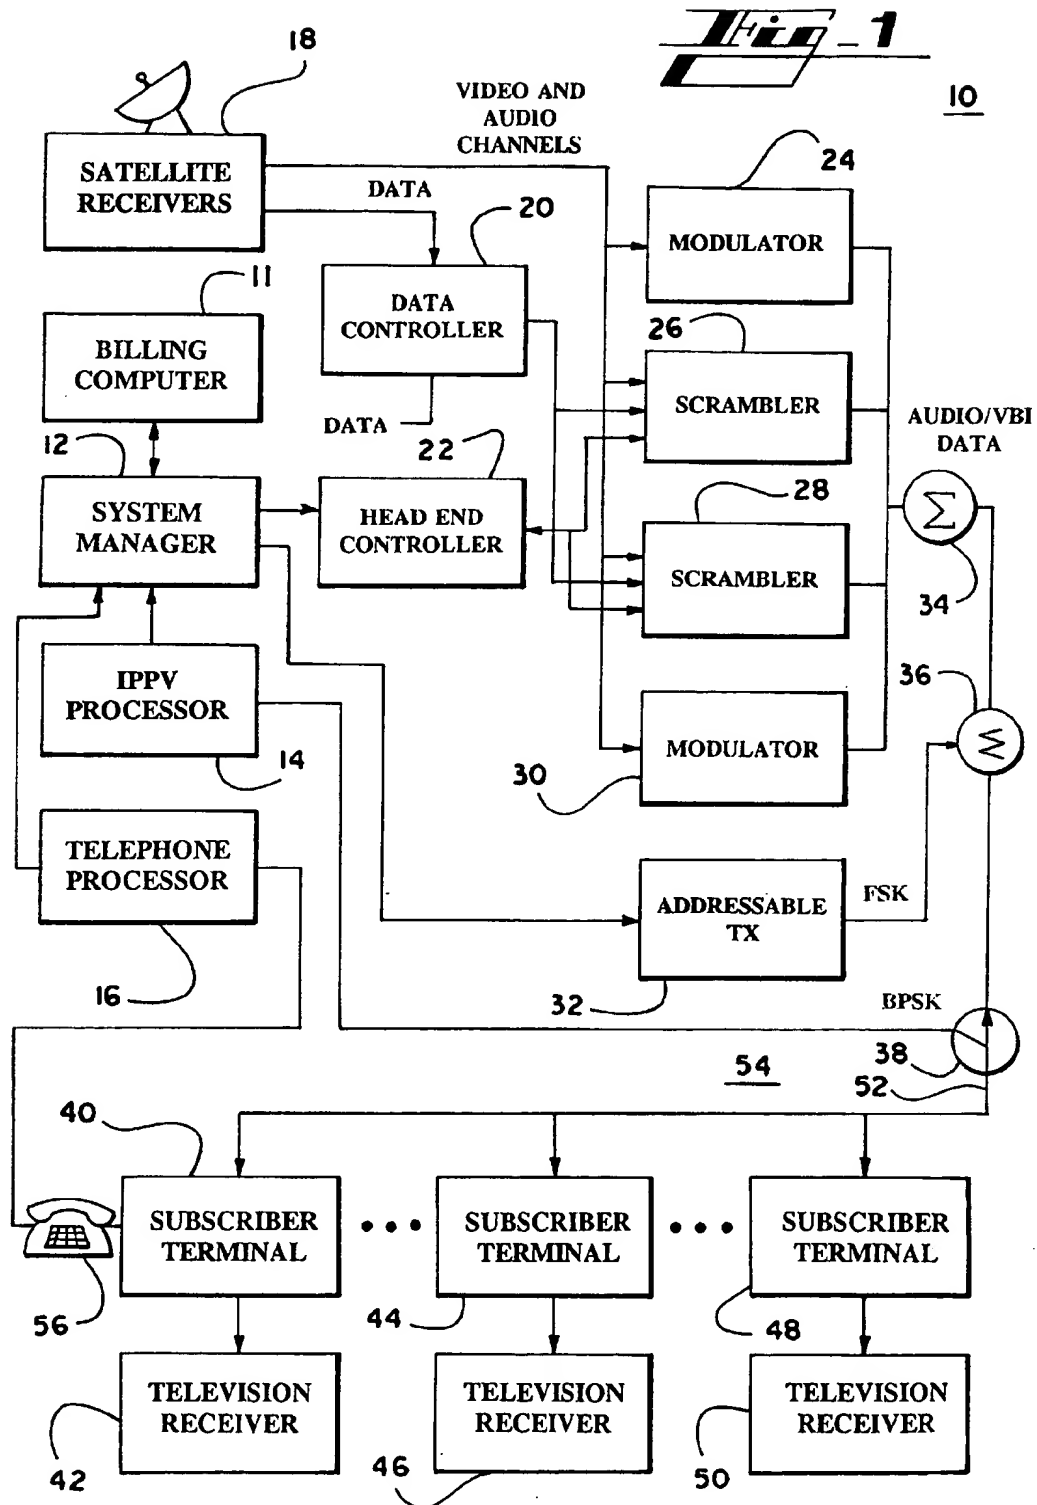 Fig-1
10
18
VIDEO AND
AUDIO
CHANNELS
SATELLITE
RECEIVERS
DATA
20
24
MODULATOR
11
DATA
CONTROLLER
26
BILLING
COMPUTER
SCRAMBLER
AUDIO/VBI
DATA
DATA
12
22
28
Σ
SYSTEM
MANAGER
HEAD END
CONTROLLER
SCRAMBLER
34
36
IPPV
PROCESSOR
MODULATOR
Σ
14
30
TELEPHONE
PROCESSOR
ADDRESSABLE
TX
FSK
16
32
BPSK
38
54
52
40
SUBSCRIBER
TERMINAL
SUBSCRIBER
TERMINAL
SUBSCRIBER
TERMINAL
56
44
48
TELEVISION
RECEIVER
TELEVISION
RECEIVER
TELEVISION
RECEIVER
42
46
50